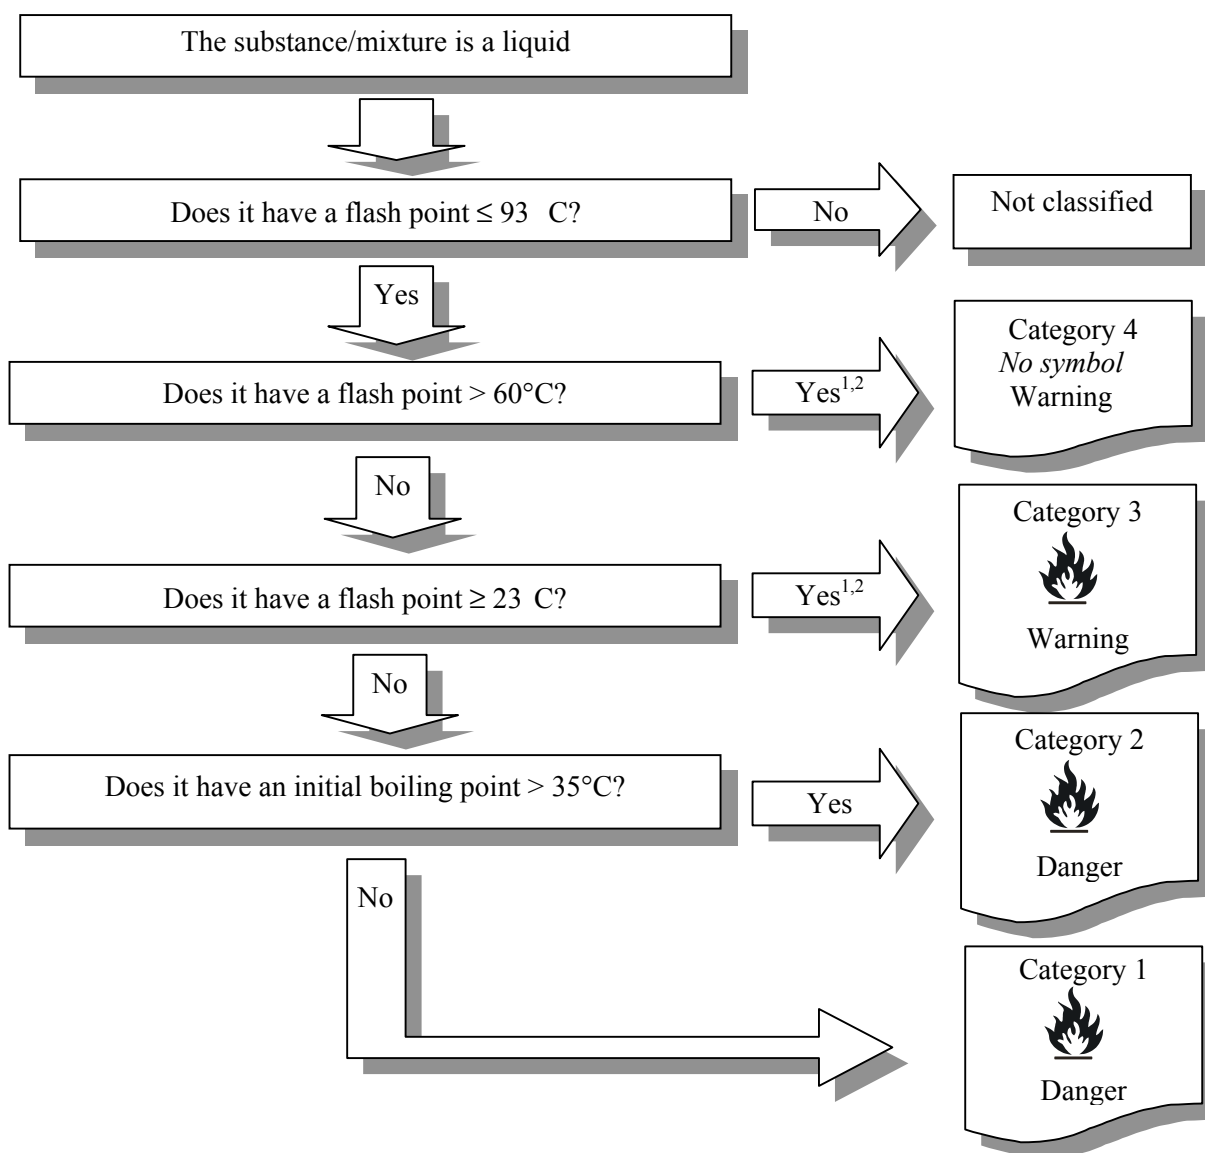 The substance/mixture is a liquid
Does it have a flash point ≤ 93 C?
No
Not classified
Yes
Does it have a flash point > 60°C?
Yes1,2
Category 4
No symbol
Warning
No
Does it have a flash point ≥ 23 C?
Yes1,2
Category 3
Warning
No
Does it have an initial boiling point > 35°C?
Yes
Category 2
Danger
No
Category 1
Danger